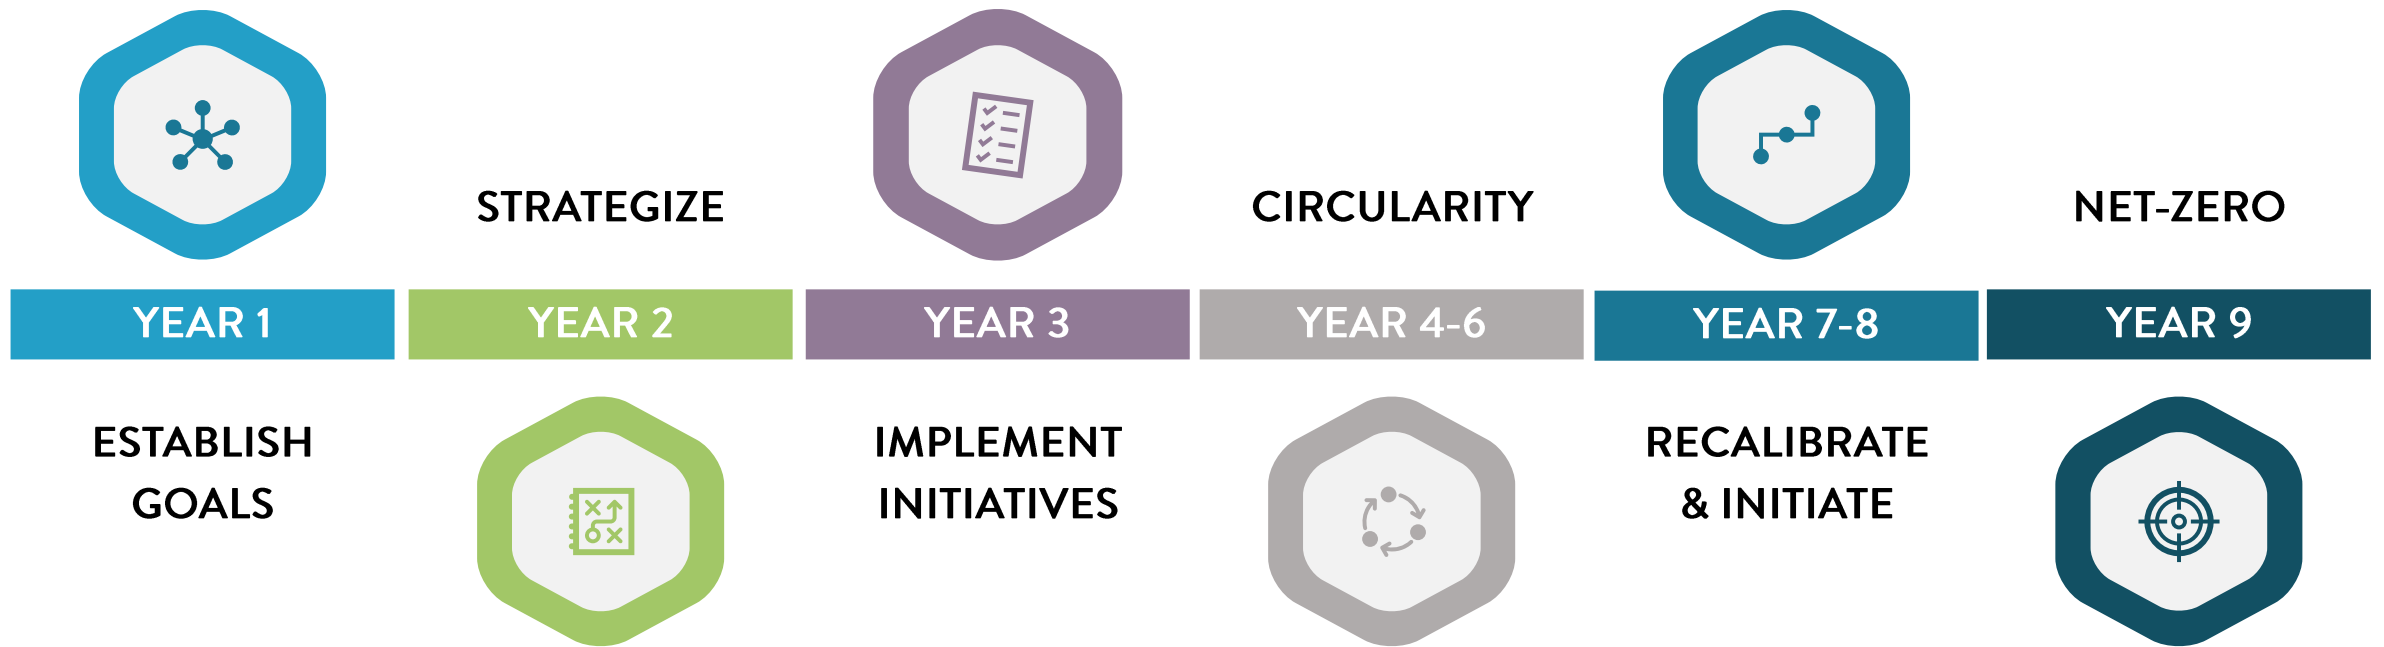 STRATEGIZE
CIRCULARITY
NET-ZERO
YEAR 1
YEAR 2
YEAR 3
YEAR 4-6
YEAR 7-8
YEAR 9
ESTABLISH
GOALS
IMPLEMENT
INITIATIVES
RECALIBRATE
& INITIATE